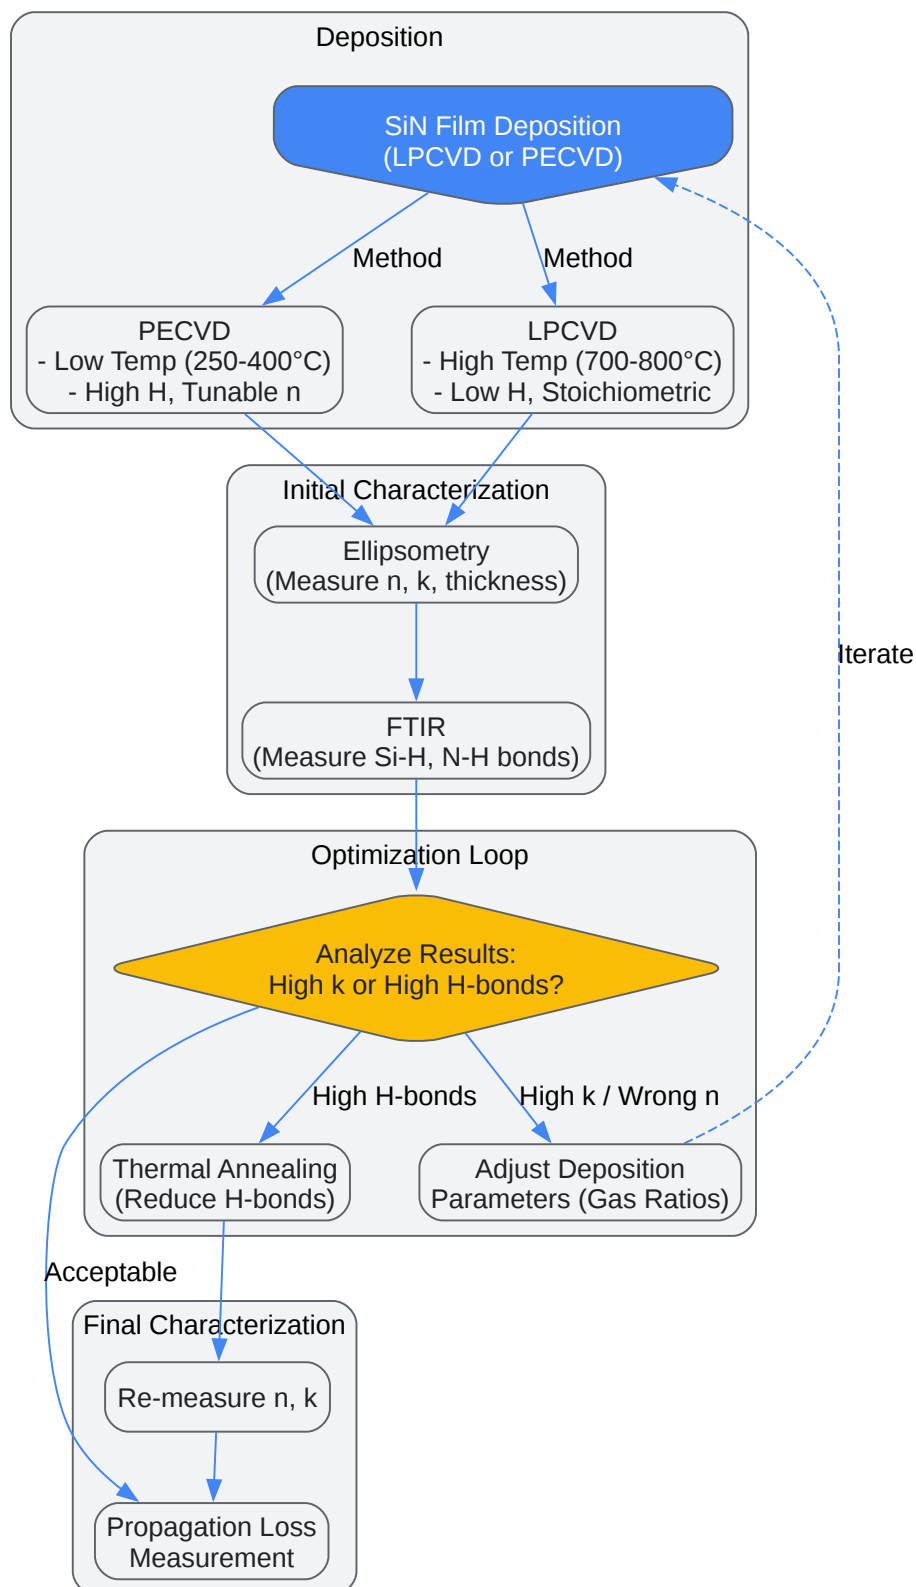 Deposition
SiN Film Deposition
(LPCVD or PECVD)
Method
Method
PECVD
- Low Temp (250-400°C)
- High H, Tunable n
LPCVD
- High Temp (700-800°C)
- Low H, Stoichiometric
Initial Characterization
Ellipsometry
(Measure n, k, thickness)
Iterate
FTIR
(Measure Si-H, N-H bonds)
Optimization Loop
Analyze Results:
High k or High H-bonds?
High H-bonds
High k / Wrong n
Thermal Annealing
(Reduce H-bonds)
Adjust Deposition
Parameters (Gas Ratios)
Acceptable
Final Characterization
Re-measure n, k
Propagation Loss
Measurement